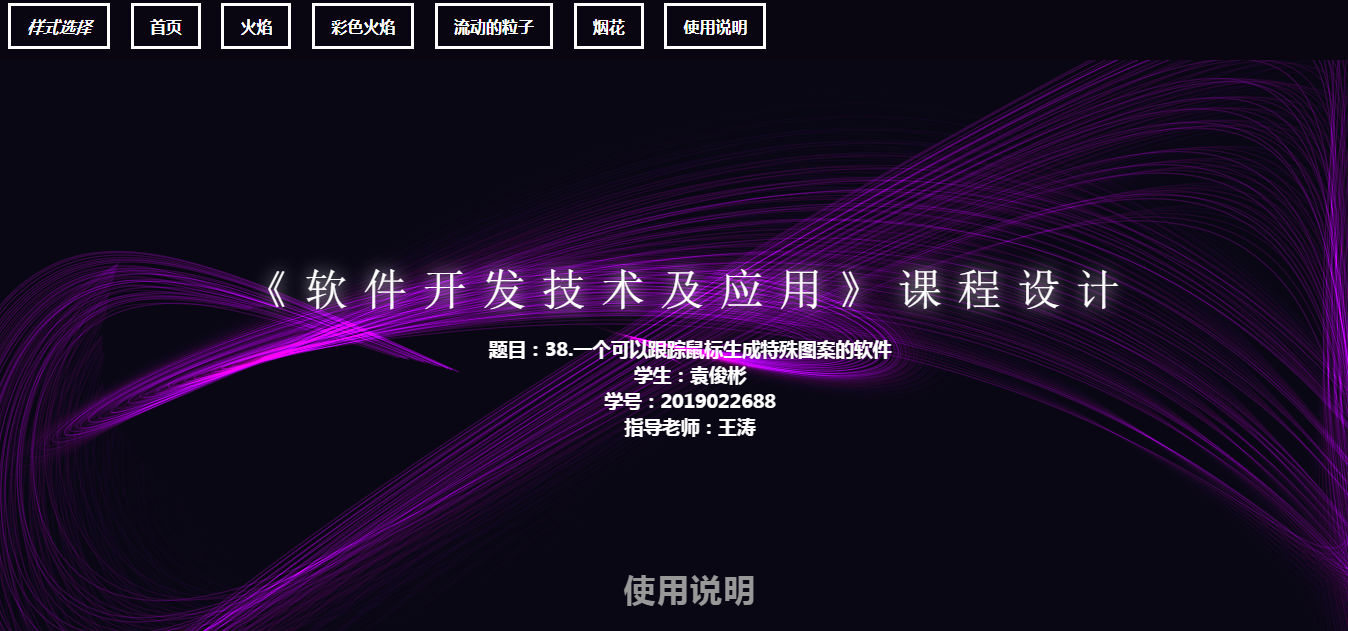 样式选择 首页 火焰 彩色火焰 流动的粒子 烟花 使用说明
《软件开发技术及应用》课程设计
题目：38.一个可以跟踪鼠标生成特殊图案的软件
学生：袁俊彬
学号：2019022688
指导老师：王涛
使用说明